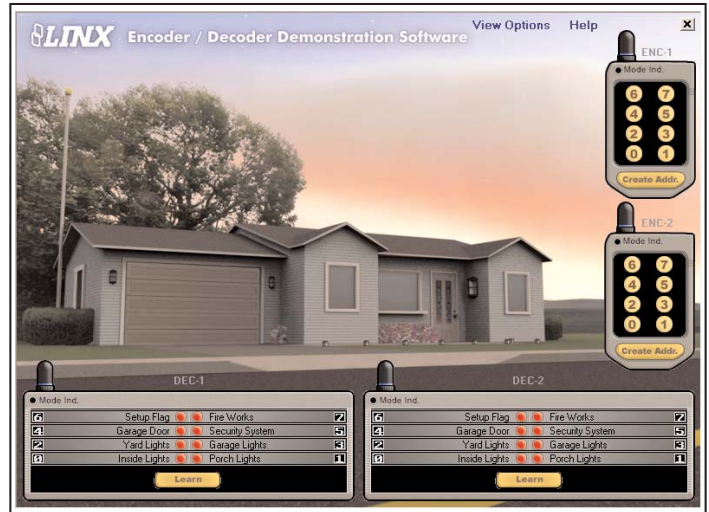 LINX Encoder / Decoder Demonstration Software
View Options Help X
ENC-1
Mode Ind.
6 7
4 5
2 3
0 1
Create Addr.
ENC-2
Mode Ind.
6 7
4 5
2 3
0 1
Create Addr.
DEC-1
Mode Ind.
6 Setup Flag Fire Works 7
4 Garage Door Security System 5
2 Yard Lights Garage Lights 3
0 Inside Lights Porch Lights 1
Learn
DEC-2
Mode Ind.
6 Setup Flag Fire Works 7
4 Garage Door Security System 5
2 Yard Lights Garage Lights 3
0 Inside Lights Porch Lights 1
Learn